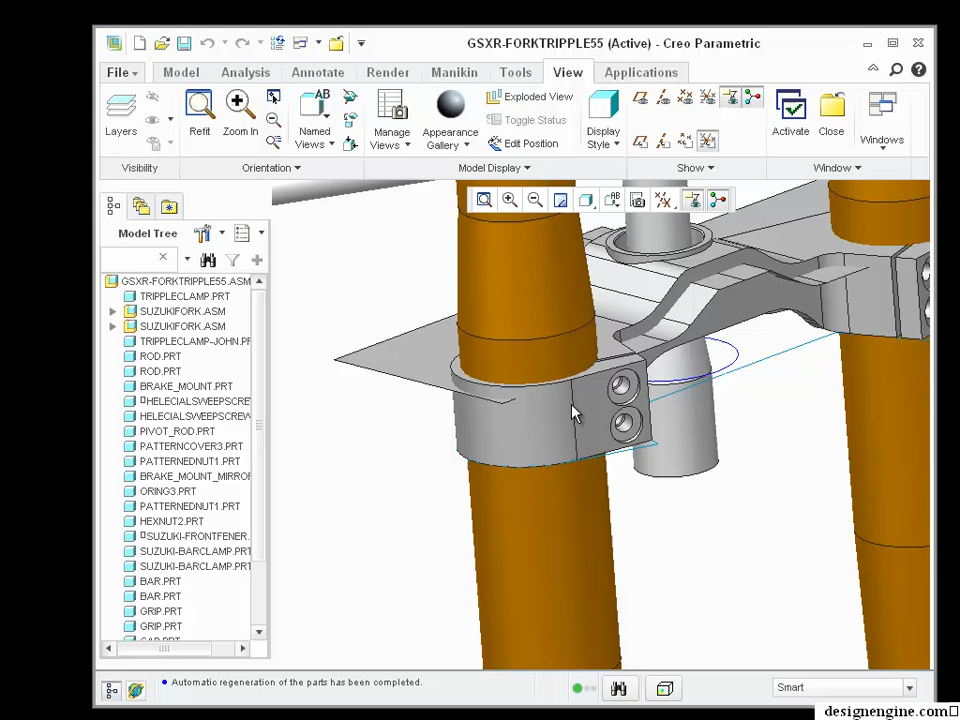 GSXR-FORKTRIPPLE55 (Active) - Creo Parametric
File Model Analysis Annotate Render Manikin Tools View Applications
Layers Refit Zoom In Named Views Manage Views Appearance Gallery Exploded View Toggle Status Edit Position Display Style Activate Close Windows
Visibility Orientation Model Display Show Window
Model Tree
GSXR-FORKTRIPPLE55.ASM
TRIPPLECLAMP.PRT
SUZUKIFORK.ASM
SUZUKIFORK.ASM
TRIPPLECLAMP-JOHN.PF
ROD.PRT
ROD.PRT
BRAKE_MOUNT.PRT
HELECIALSWEEPSCRE
HELECIALSWEEPSCREW
PIVOT_ROD.PRT
PATTERNCOVER3.PRT
PATTERNEDNUT1.PRT
BRAKE_MOUNT_MIRROF
ORING3.PRT
PATTERNEDNUT1.PRT
HEXNUT2.PRT
SUZUKI-FRONTFENER.
SUZUKI-BARCLAMP.PRT
SUZUKI-BARCLAMP.PRT
BAR.PRT
BAR.PRT
GRIP.PRT
GRIP.PRT
Automatic regeneration of the parts has been completed.
Smart
designengine.com